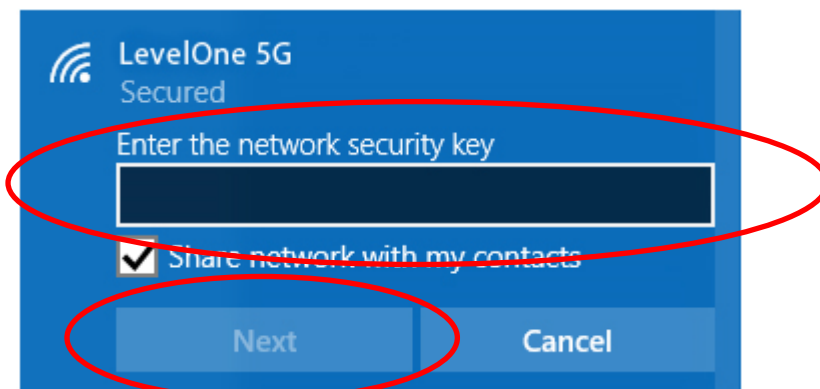 LevelOne 5G
Secured
Enter the network security key
Share network with my contacts
Next Cancel